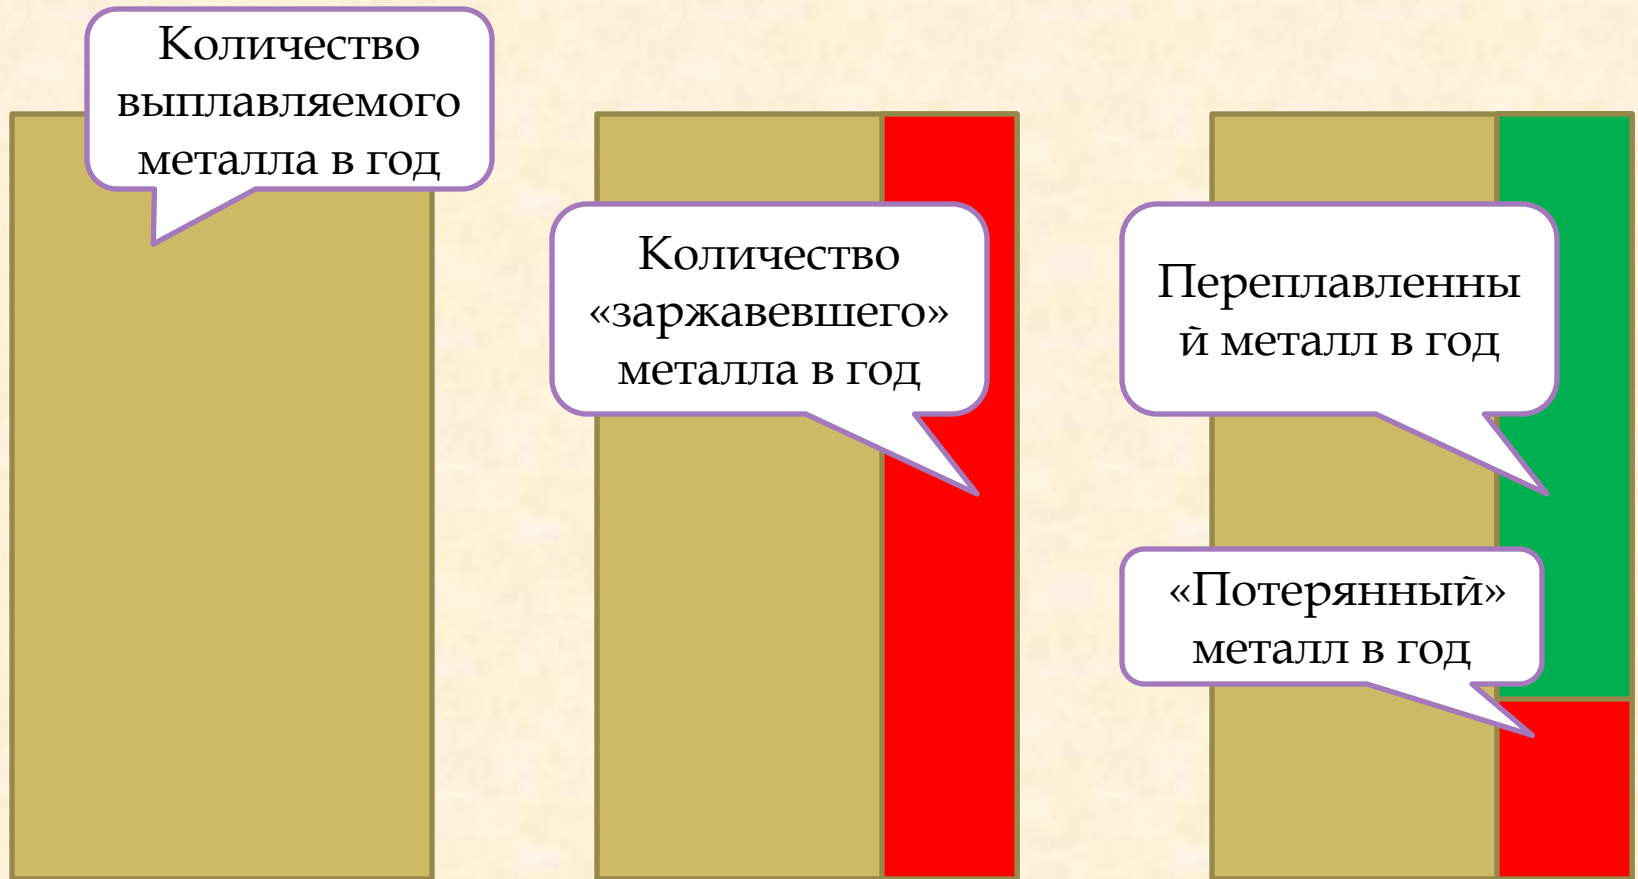 Количество
выплавляемого
металла в год
Количество
«заржавевшего»
металла в год
Переплавленны
й металл в год
«Потерянный»
металл в год